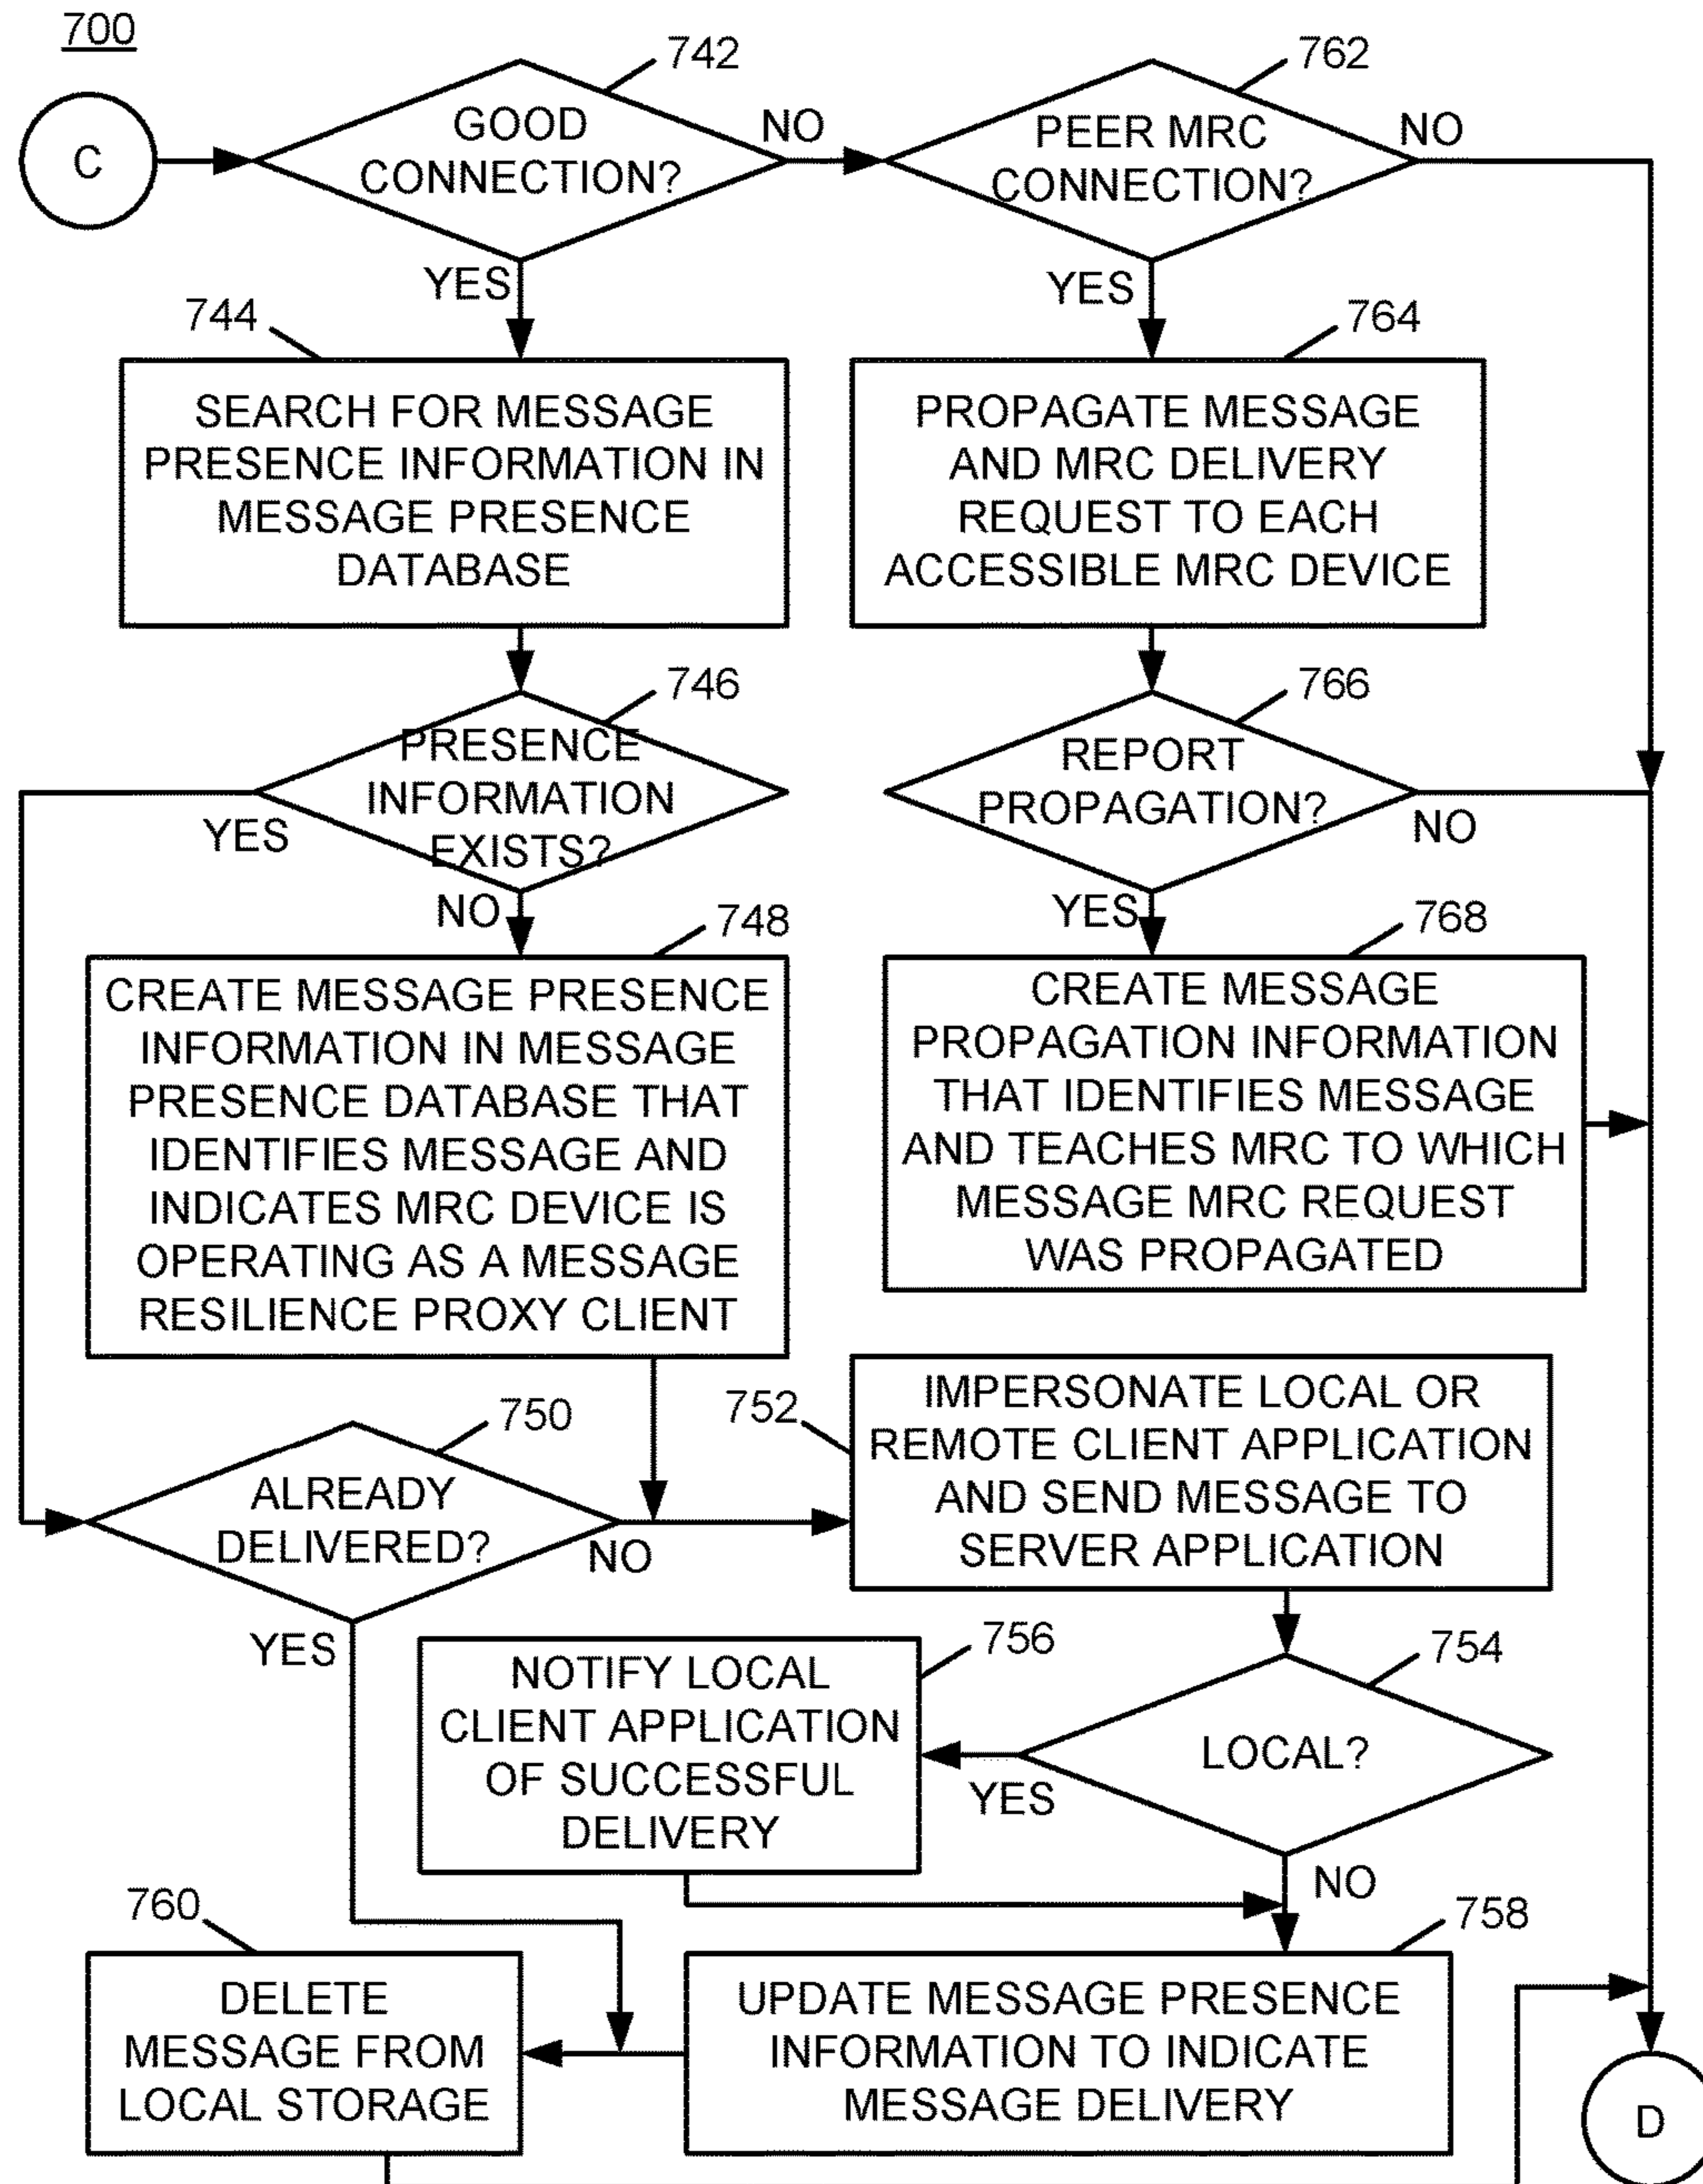 700
C
742
GOOD
CONNECTION?
NO
YES
762
PEER MRC
CONNECTION?
NO
YES
744
SEARCH FOR MESSAGE
PRESENCE INFORMATION IN
MESSAGE PRESENCE
DATABASE
764
PROPAGATE MESSAGE
AND MRC DELIVERY
REQUEST TO EACH
ACCESSIBLE MRC DEVICE
746
PRESENCE
INFORMATION
EXISTS?
YES
NO
766
REPORT
PROPAGATION?
NO
YES
748
CREATE MESSAGE PRESENCE
INFORMATION IN MESSAGE
PRESENCE DATABASE THAT
IDENTIFIES MESSAGE AND
INDICATES MRC DEVICE IS
OPERATING AS A MESSAGE
RESILIENCE PROXY CLIENT
768
CREATE MESSAGE
PROPAGATION INFORMATION
THAT IDENTIFIES MESSAGE
AND TEACHES MRC TO WHICH
MESSAGE MRC REQUEST
WAS PROPAGATED
750
ALREADY
DELIVERED?
NO
YES
752
IMPERSONATE LOCAL OR
REMOTE CLIENT APPLICATION
AND SEND MESSAGE TO
SERVER APPLICATION
756
NOTIFY LOCAL
CLIENT APPLICATION
OF SUCCESSFUL
DELIVERY
754
LOCAL?
YES
NO
760
DELETE
MESSAGE FROM
LOCAL STORAGE
758
UPDATE MESSAGE PRESENCE
INFORMATION TO INDICATE
MESSAGE DELIVERY
D